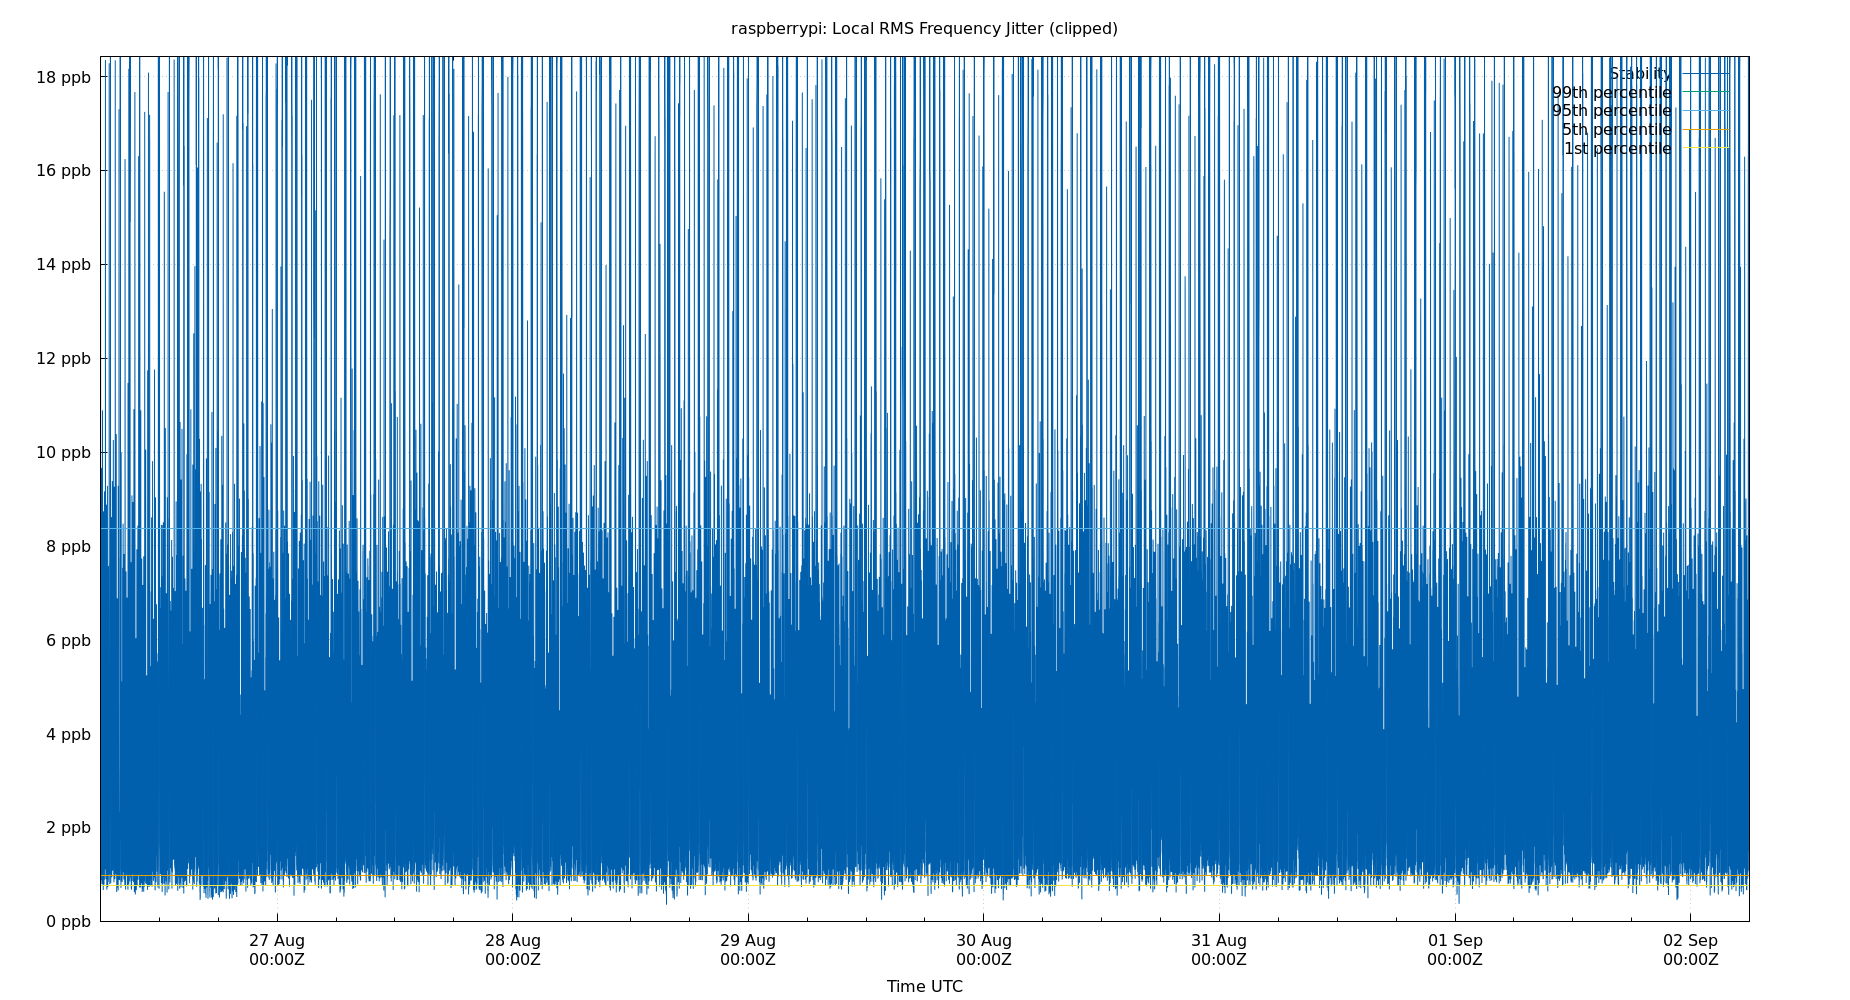 raspberrypi: Local RMS Frequency Jitter (clipped)
18 ppb
16 ppb
14 ppb
12 ppb
10 ppb
8 ppb
6 ppb
4 ppb
2 ppb
0 ppb
Stability
99th percentile
95th percentile
5th percentile
1st percentile
27 Aug 28 Aug 29 Aug 30 Aug 31 Aug 01 Sep 02 Sep
00:00Z 00:00Z 00:00Z 00:00Z 00:00Z 00:00Z 00:00Z
Time UTC